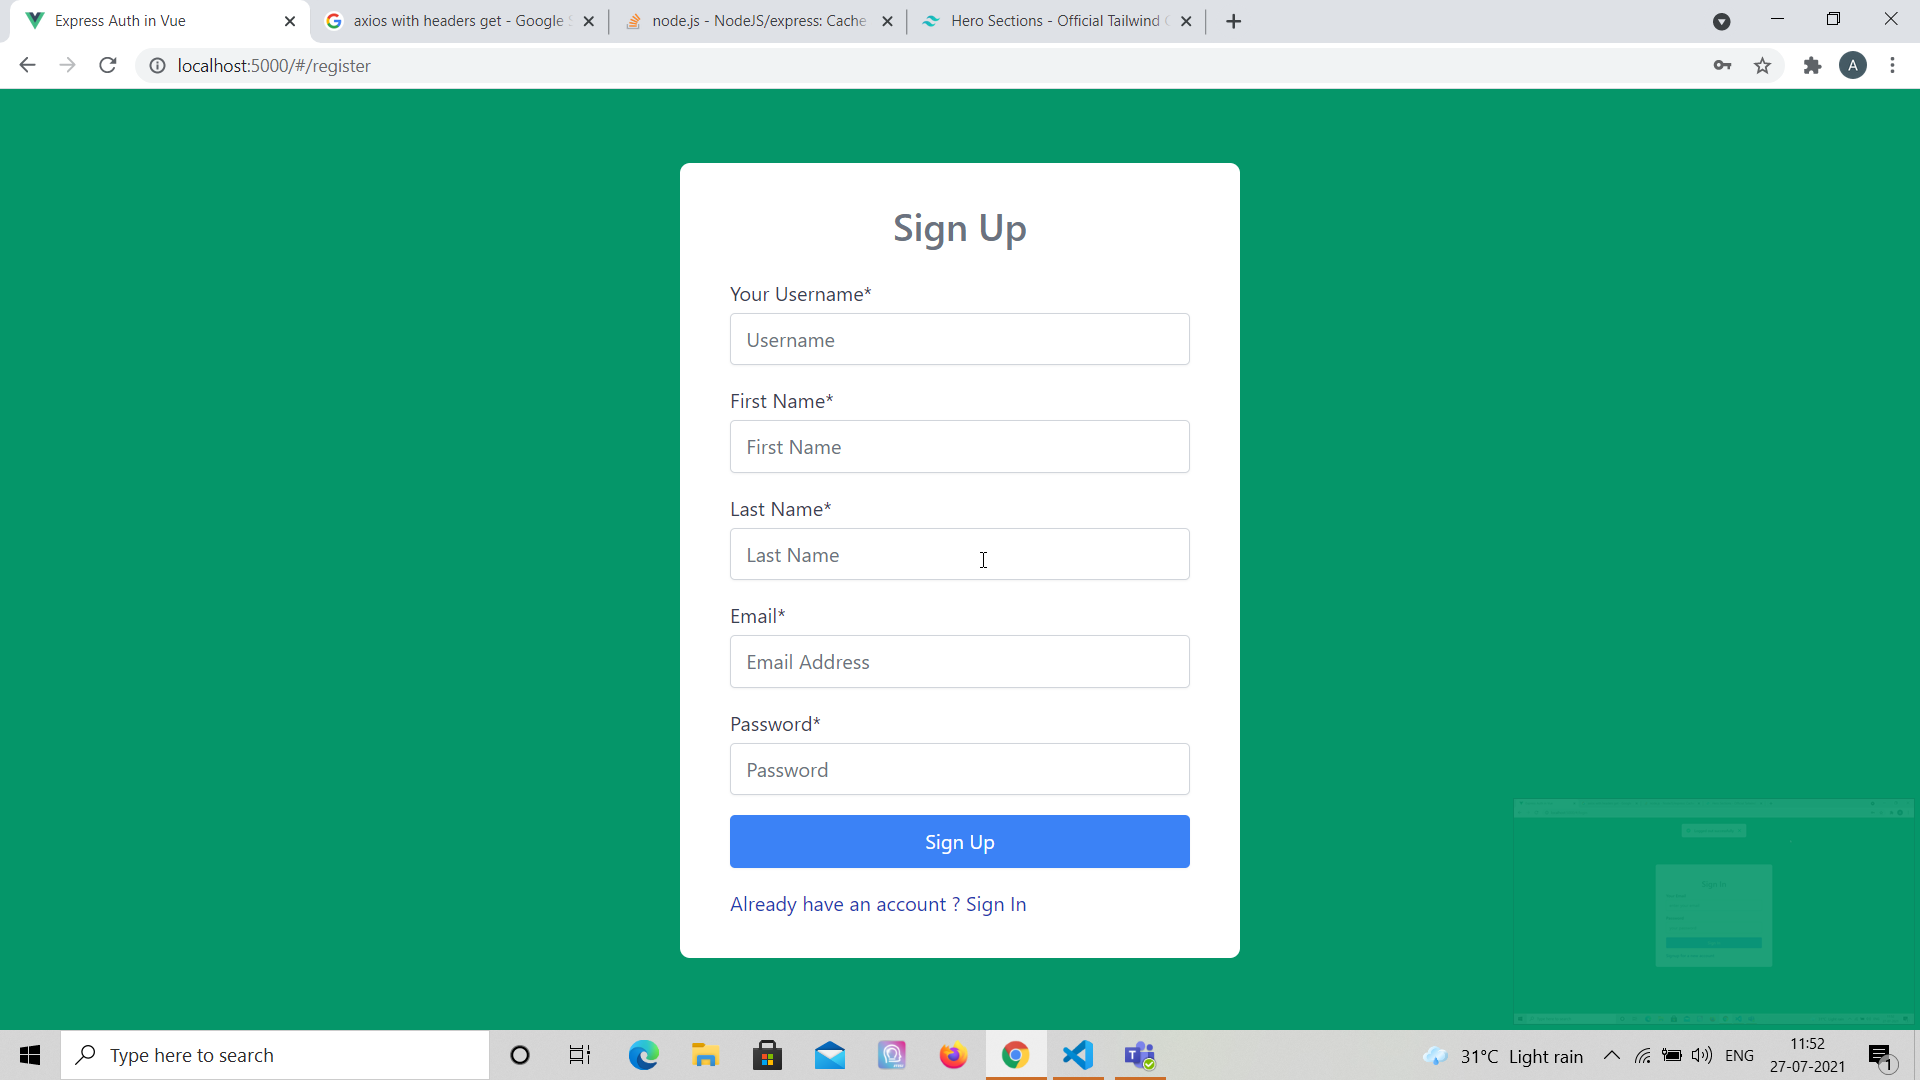 Express Auth in Vue
axios with headers get - Google
node.js - NodeJS/express: Cache
Hero Sections - Official Tailwind
localhost:5000/#/register
A
Sign Up
Your Username*
Username
First Name*
First Name
Last Name*
Last Name
Email*
Email Address
Password*
Password
Sign Up
Already have an account ? Sign In
Sign In
Type here to search
31°C Light rain
ENG
11:52
27-07-2021
1